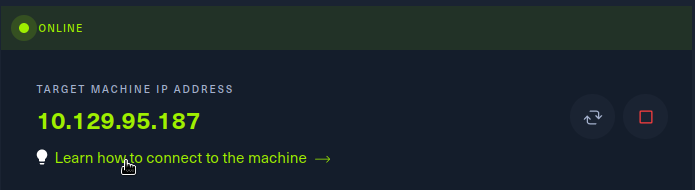 ONLINE
TARGET MACHINE IP ADDRESS
10.129.95.187
Learn how to connect to the machine →